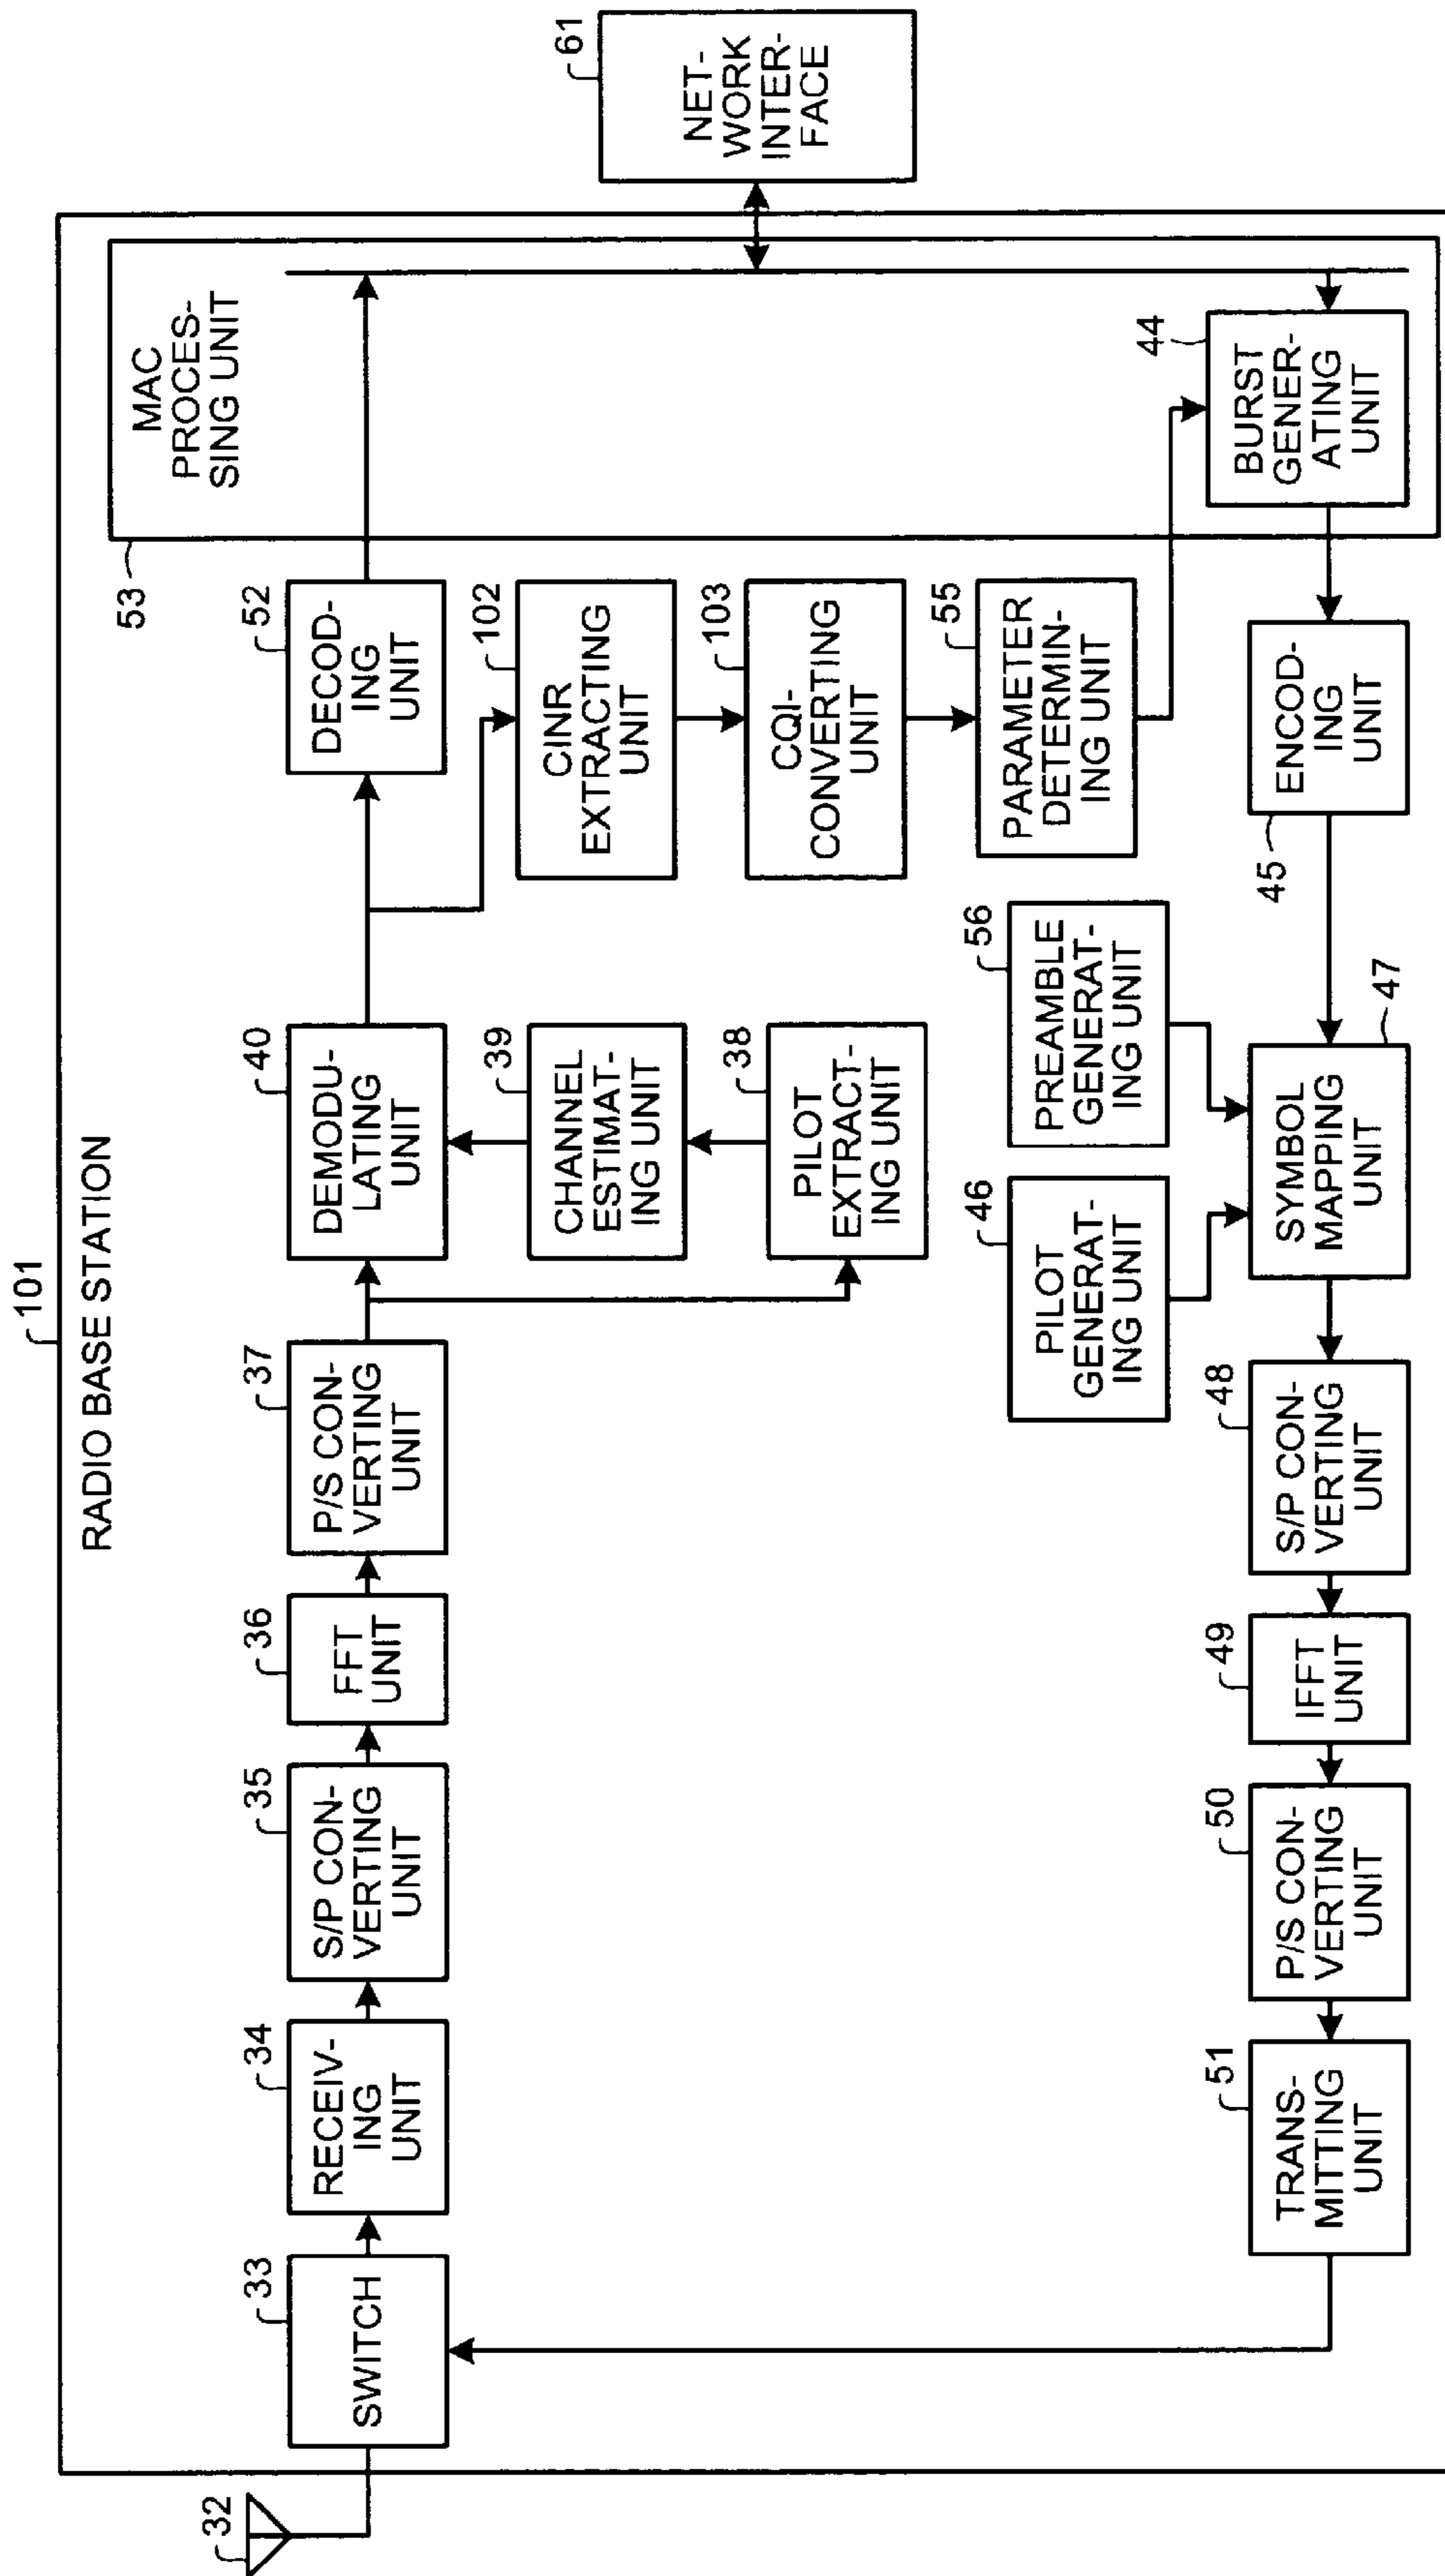 101
RADIO BASE STATION
32
33
SWITCH
34
RECEIV-
ING
UNIT
35
S/P CON-
VERTING
UNIT
36
FFT
UNIT
37
P/S CON-
VERTING
UNIT
40
DEMODU-
LATING
UNIT
39
CHANNEL
ESTIMAT-
ING UNIT
38
PILOT
EXTRACT-
ING UNIT
52
DECOD-
ING
UNIT
102
CINR
EXTRACTING
UNIT
103
CQI-
CONVERTING
UNIT
55
PARAMETER
DETERMIN-
ING UNIT
53
MAC
PROCES-
SING UNIT
61
NET-
WORK
INTER-
FACE
44
BURST
GENER-
ATING
UNIT
45
ENCOD-
ING
UNIT
56
PREAMBLE
GENERAT-
ING UNIT
46
PILOT
GENERAT-
ING UNIT
47
SYMBOL
MAPPING
UNIT
48
S/P CON-
VERTING
UNIT
49
IFFT
UNIT
50
P/S CON-
VERTING
UNIT
51
TRANS-
MITTING
UNIT